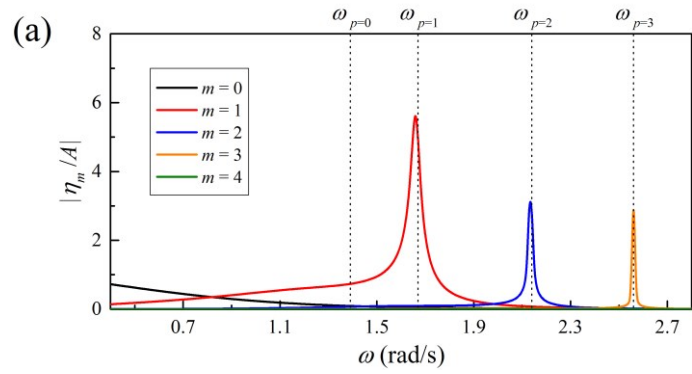 (a)
ω_{p=0} ω_{p=1} ω_{p=2} ω_{p=3}
8
6
4
2
0
|η_m/A|
m = 0
m = 1
m = 2
m = 3
m = 4
0.7 1.1 1.5 1.9 2.3 2.7
ω (rad/s)